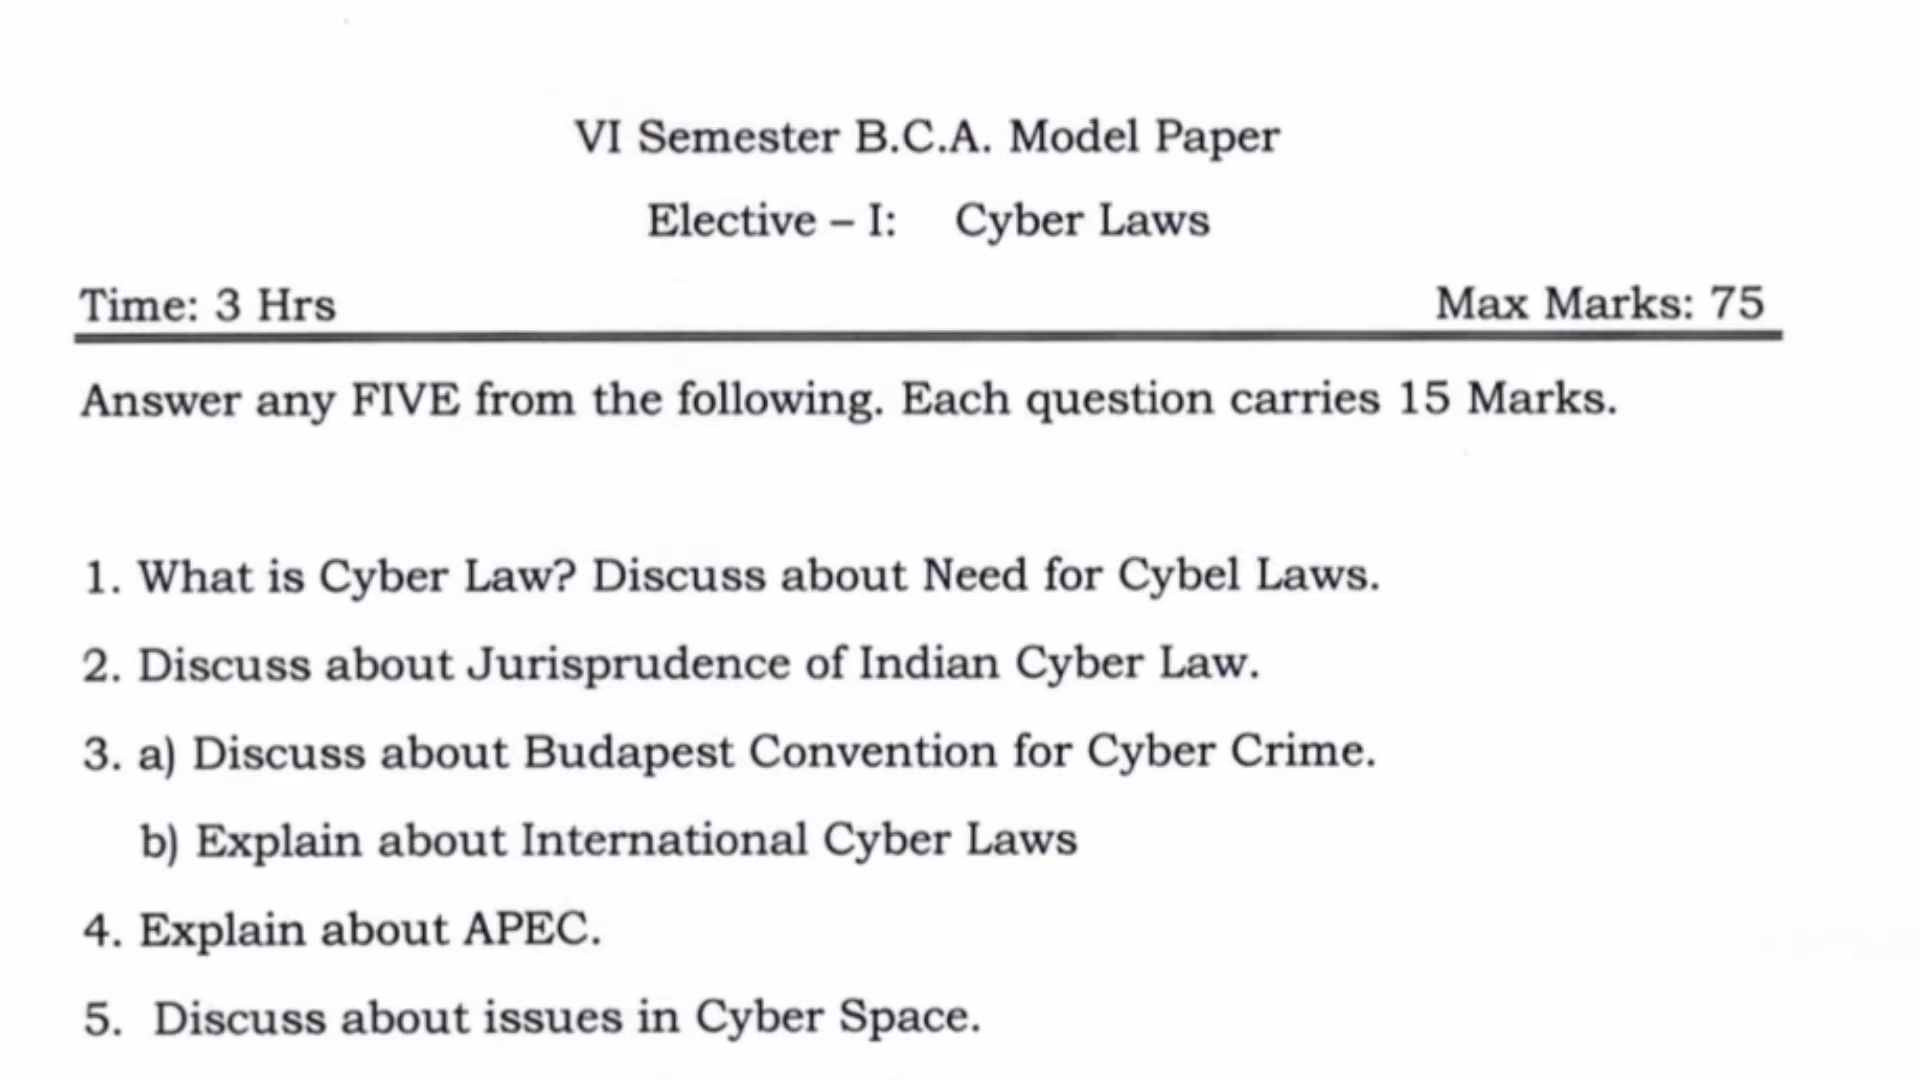 VI Semester B.C.A. Model Paper
Elective – I: Cyber Laws
Time: 3 Hrs Max Marks: 75
Answer any FIVE from the following. Each question carries 15 Marks.
1. What is Cyber Law? Discuss about Need for Cybel Laws.
2. Discuss about Jurisprudence of Indian Cyber Law.
3. a) Discuss about Budapest Convention for Cyber Crime.
b) Explain about International Cyber Laws
4. Explain about APEC.
5. Discuss about issues in Cyber Space.